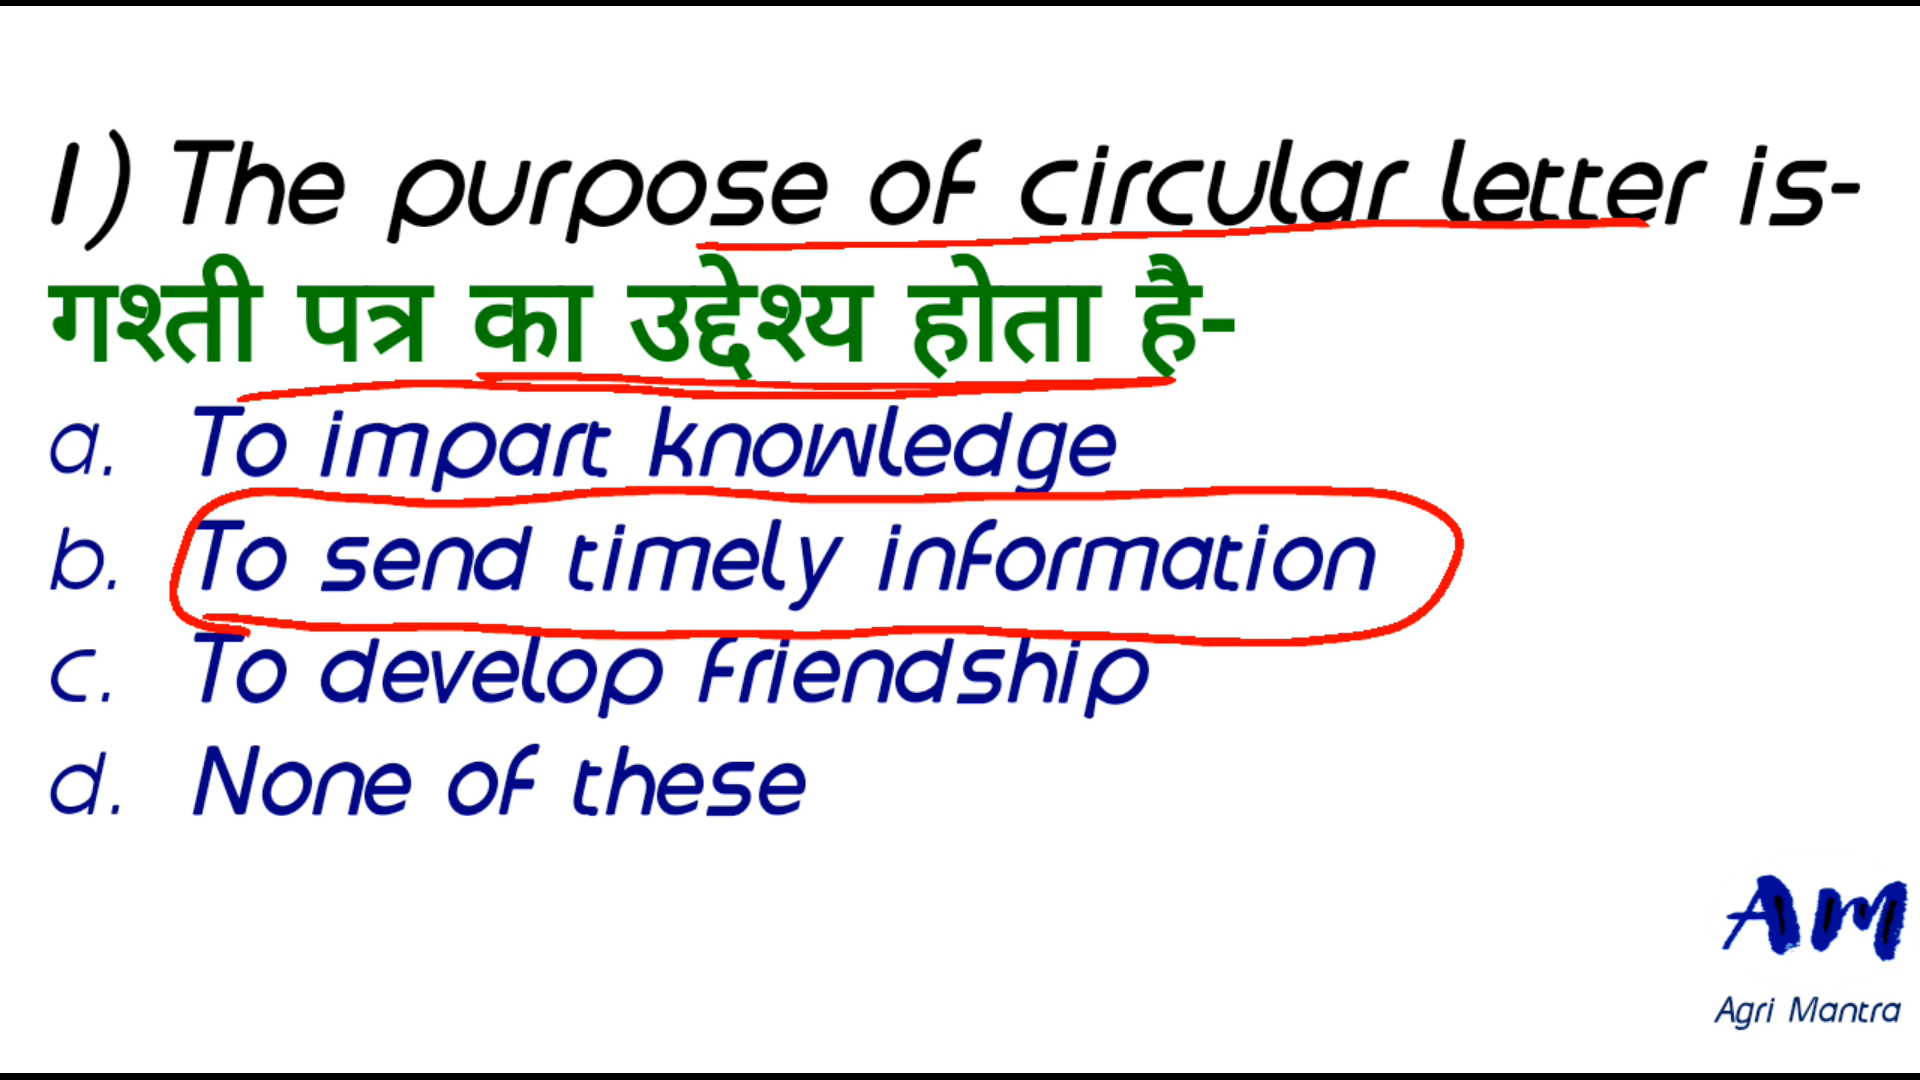 1) The purpose of circular letter is-
गश्ती पत्र का उद्देश्य होता है-
a. To impart knowledge
b. To send timely information
c. To develop friendship
d. None of these
AM
Agri Mantra